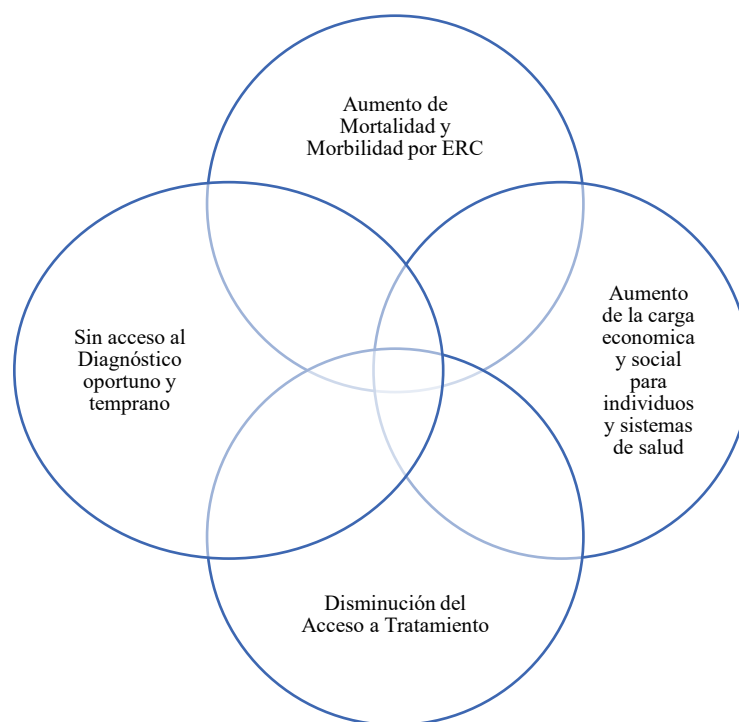 Aumento de
Mortalidad y
Morbilidad por ERC
Sin acceso al
Diagnóstico
oportuno y
temprano
Aumento
de la carga
economica
y social
para
individuos
y sistemas
de salud
Disminución del
Acceso a Tratamiento